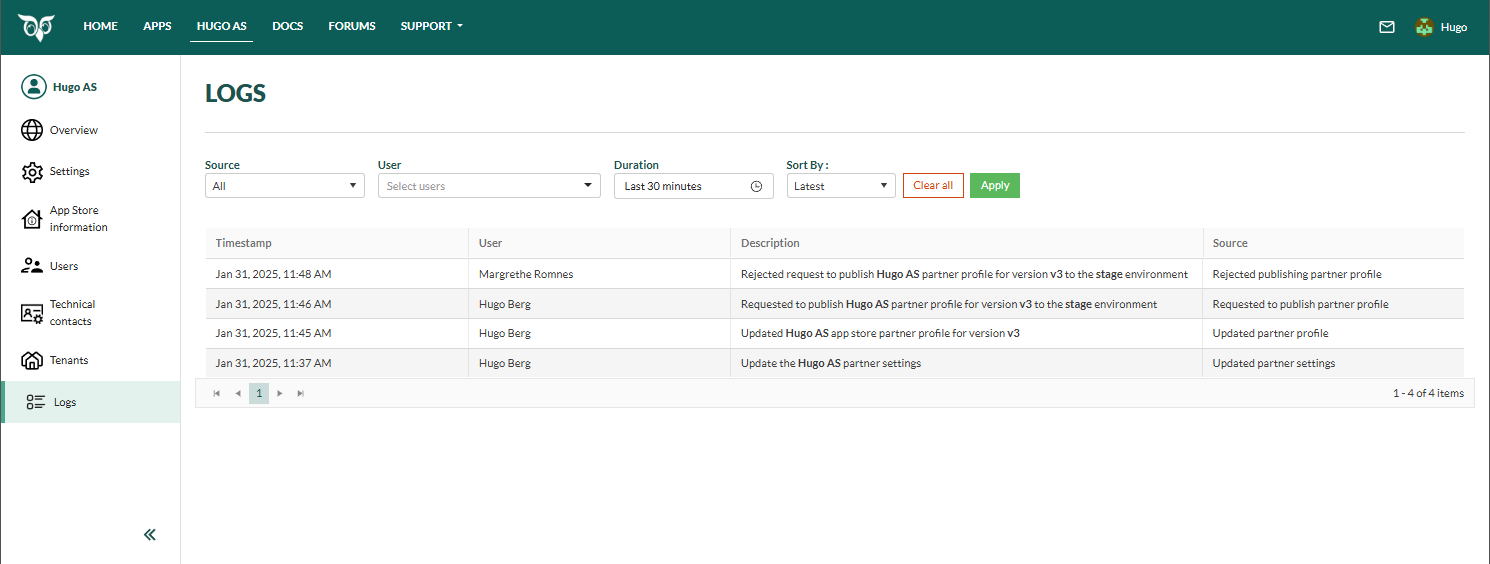 HOME APPS HUGO AS DOCS FORUMS SUPPORT Hugo
Hugo AS
Overview
Settings
App Store
information
Users
Technical
contacts
Tenants
Logs
LOGS
Source User Duration Sort By :
All Select users Last 30 minutes Latest Clear all Apply
Timestamp User Description Source
Jan 31, 2025, 11:48 AM Margrethe Romnes Rejected request to publish Hugo AS partner profile for version v3 to the stage environment Rejected publishing partner profile
Jan 31, 2025, 11:46 AM Hugo Berg Requested to publish Hugo AS partner profile for version v3 to the stage environment Requested to publish partner profile
Jan 31, 2025, 11:45 AM Hugo Berg Updated Hugo AS app store partner profile for version v3 Updated partner profile
Jan 31, 2025, 11:37 AM Hugo Berg Update the Hugo AS partner settings Updated partner settings
1 1 - 4 of 4 items